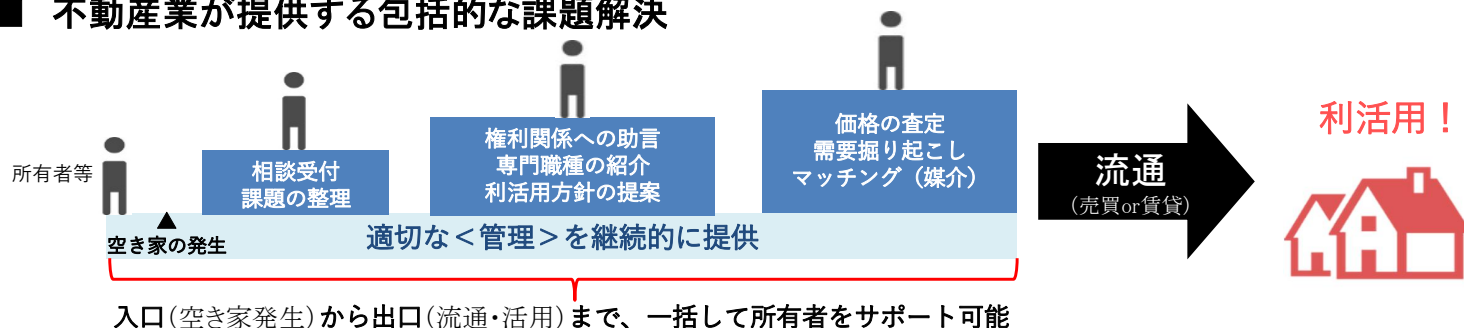 ■ 不動産業が提供する包括的な課題解決
所有者等
▲
空き家の発生
相談受付
課題の整理
権利関係への助言
専門職種の紹介
利活用方針の提案
価格の査定
需要掘り起こし
マッチング（媒介）
適切な＜管理＞を継続的に提供
流通
（売買or賃貸）
利活用！
入口（空き家発生）から出口（流通・活用）まで、一括して所有者をサポート可能